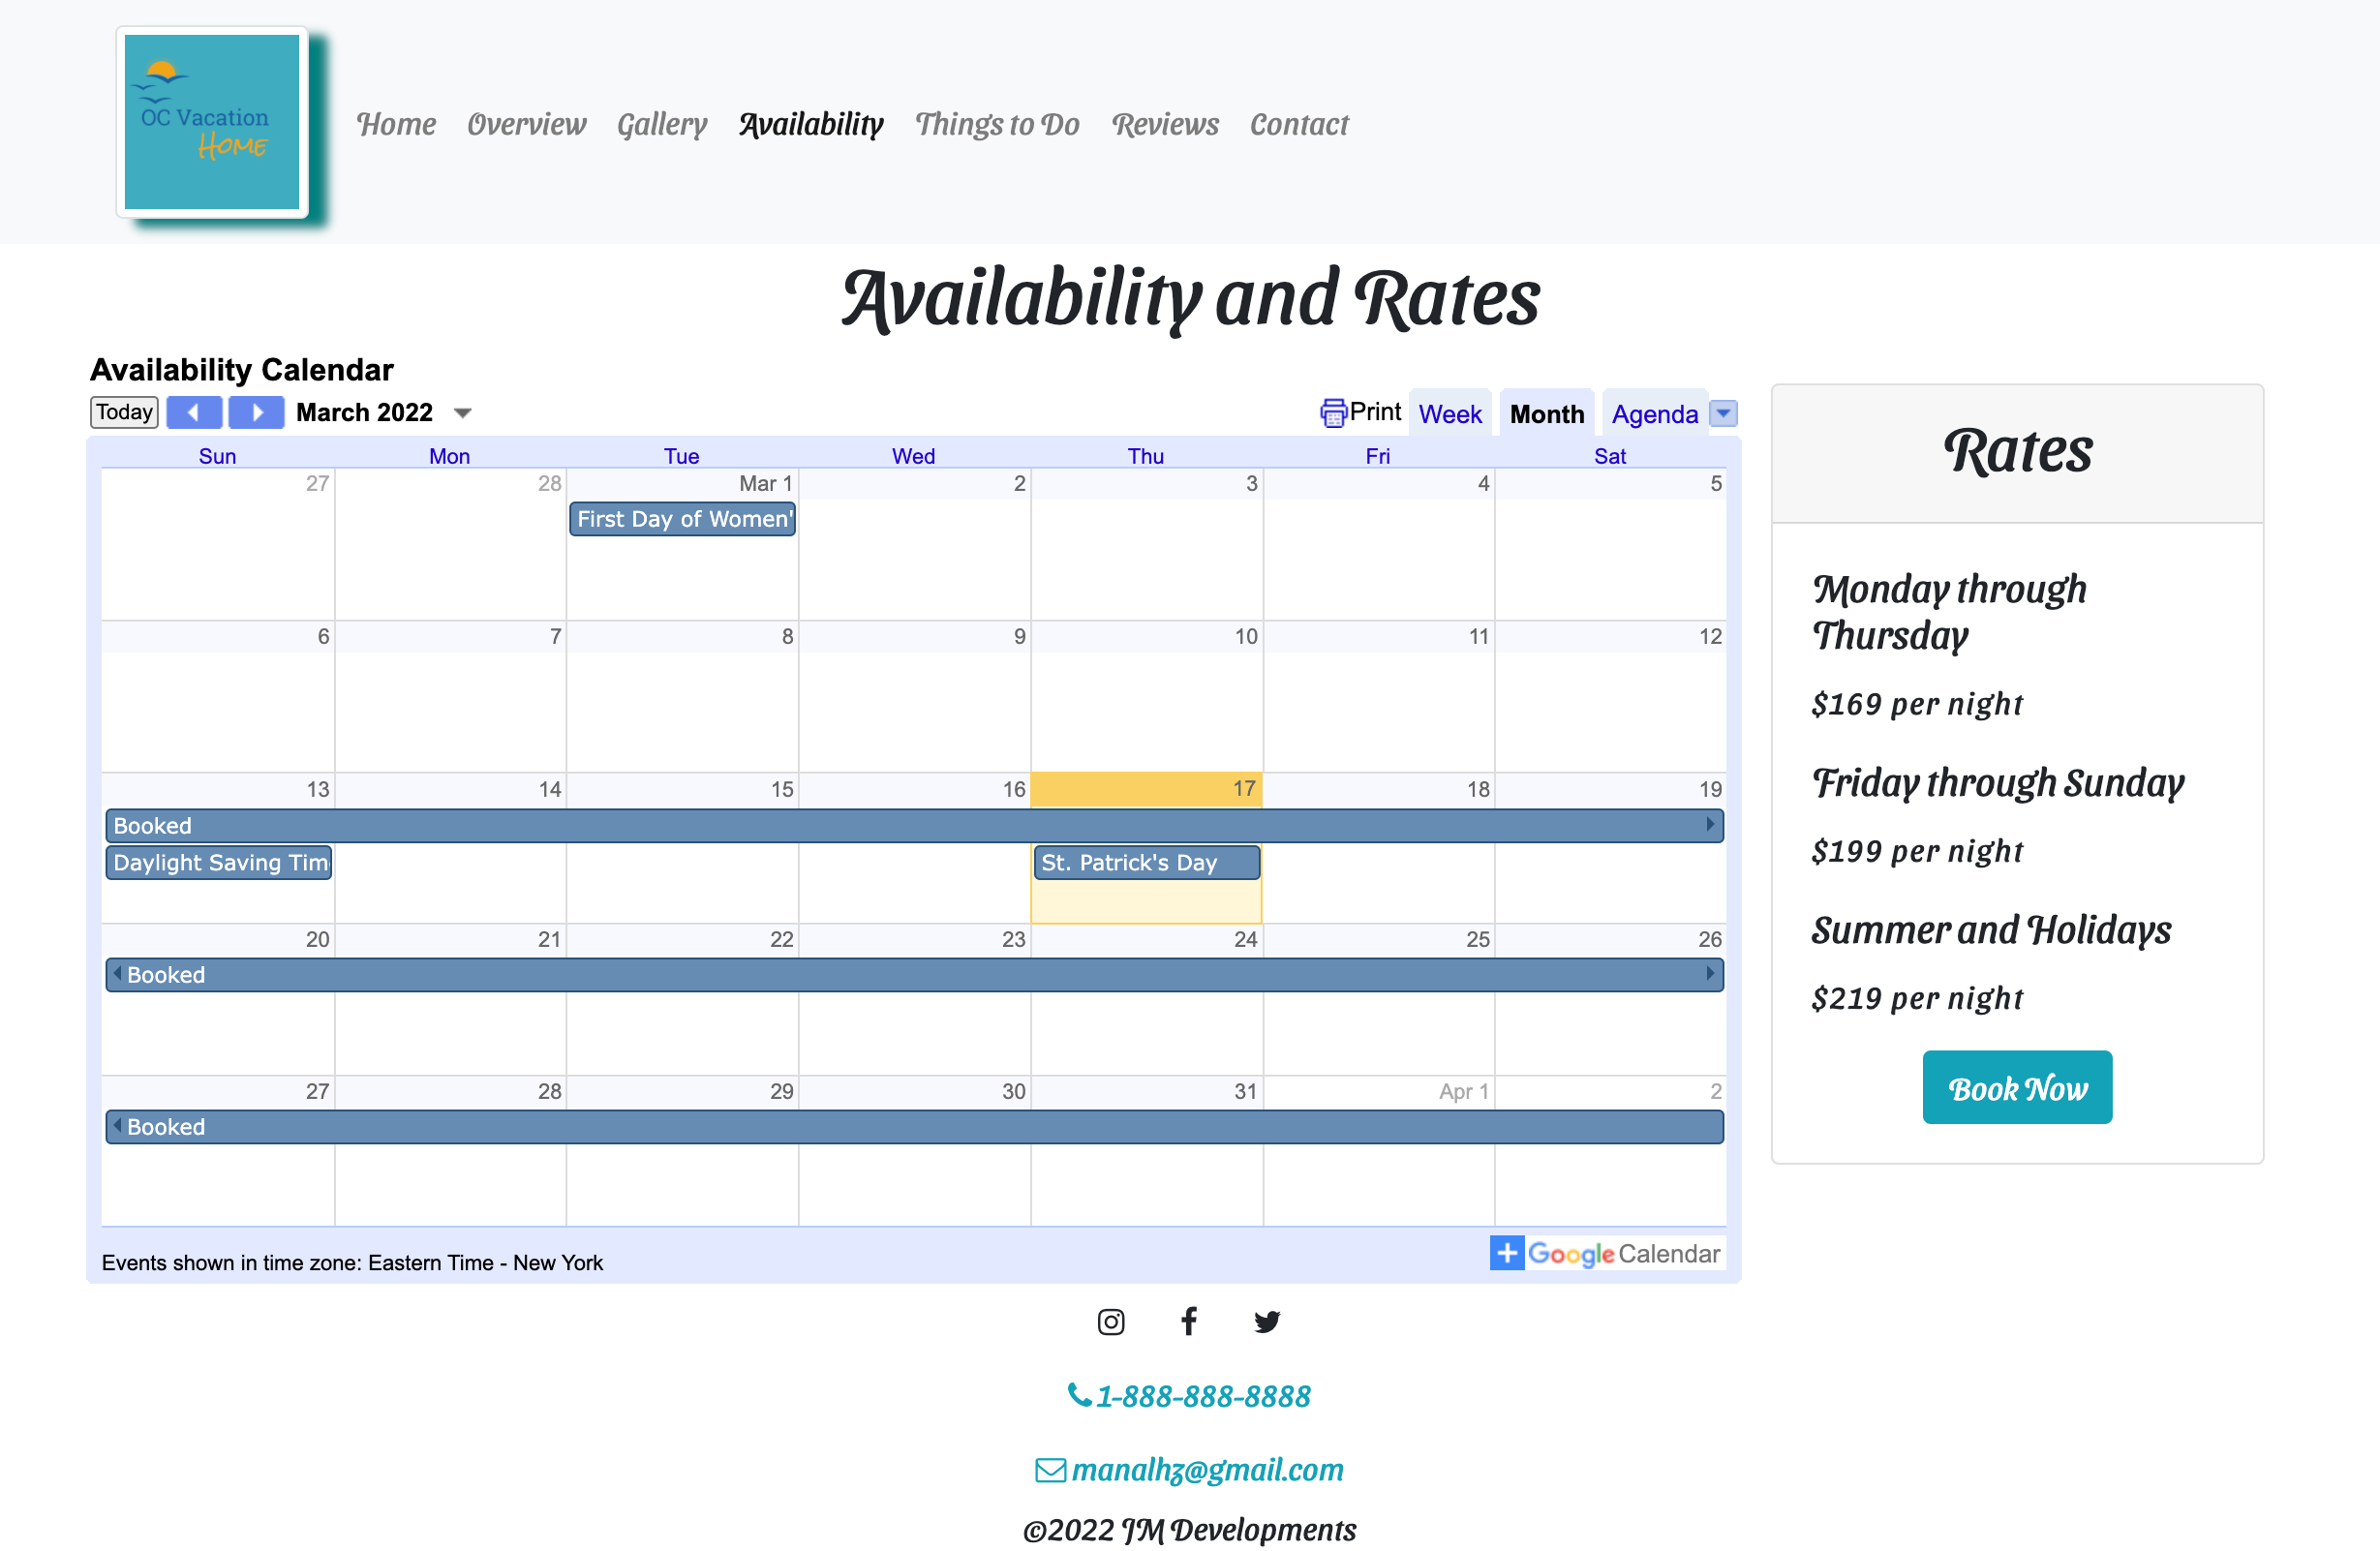 OC Vacation
HOME
Home Overview Gallery Availability Things to Do Reviews Contact
Availability and Rates
Availability Calendar
Today March 2022 Print Week Month Agenda
Sun Mon Tue Wed Thu Fri Sat
27 28 Mar 1 2 3 4 5
First Day of Women'
6 7 8 9 10 11 12
13 14 15 16 17 18 19
Booked
Daylight Saving Tim St. Patrick's Day
20 21 22 23 24 25 26
Booked
27 28 29 30 31 Apr 1 2
Booked
Events shown in time zone: Eastern Time - New York
Google Calendar
Rates
Monday through
Thursday
$169 per night
Friday through Sunday
$199 per night
Summer and Holidays
$219 per night
Book Now
1-888-888-8888
manalhz@gmail.com
©2022 JM Developments